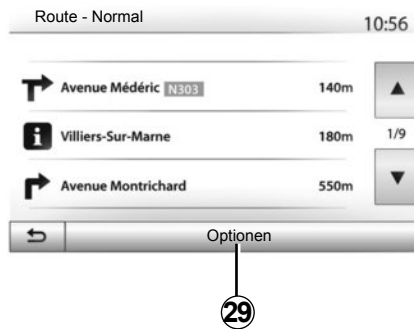 Route - Normal
10:56
Avenue Médéric N303 140m
Villiers-Sur-Marne 180m
1/9
Avenue Montrichard 550m
Optionen
29